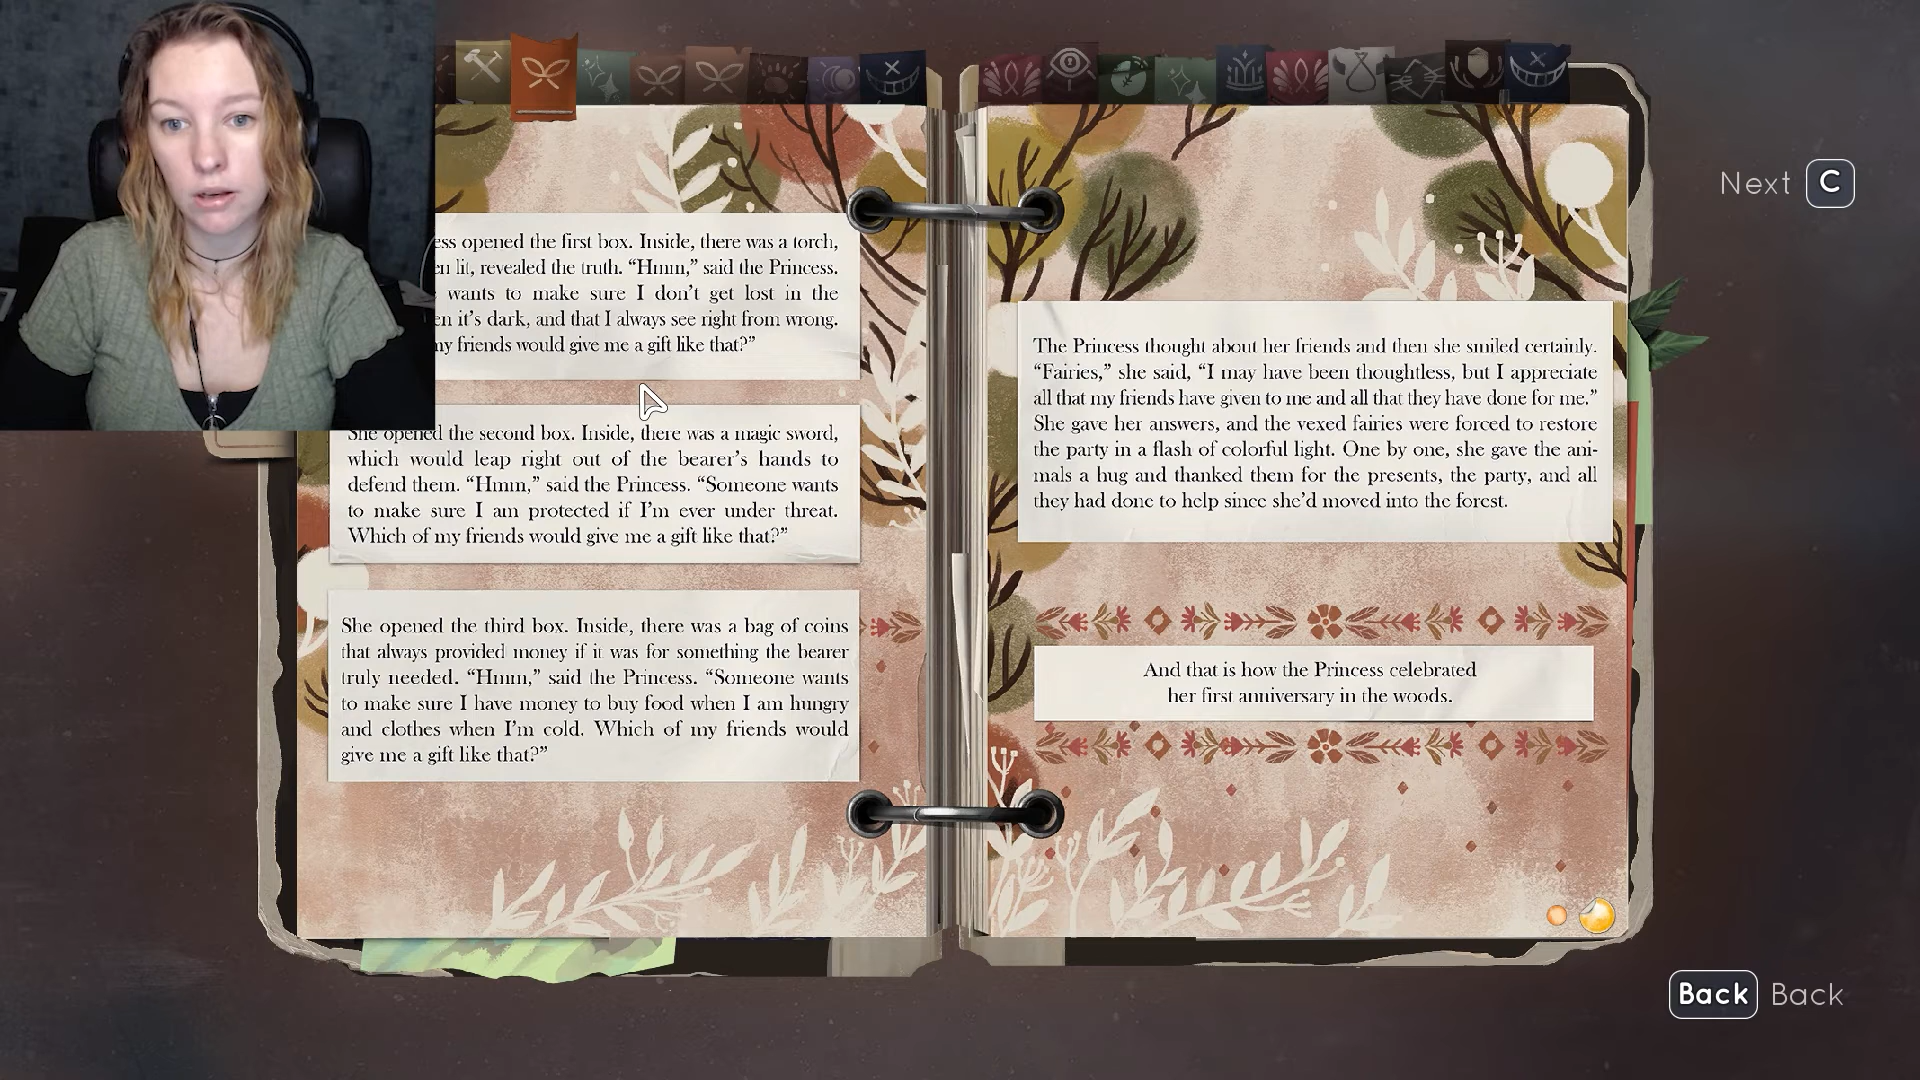 opened the first box. Inside, there was a torch,
lit, revealed the truth. “Hmm,” said the Princess.
wants to make sure I don’t get lost in the
it’s dark, and that I always see right from wrong.
my friends would give me a gift like that?”
She opened the second box. Inside, there was a magic sword,
which would leap right out of the bearer’s hands to
defend them. “Hmm,” said the Princess. “Someone wants
to make sure I am protected if I’m ever under threat.
Which of my friends would give me a gift like that?”
She opened the third box. Inside, there was a bag of coins
that always provided money if it was for something the bearer
truly needed. “Hmm,” said the Princess. “Someone wants
to make sure I have money to buy food when I am hungry
and clothes when I’m cold. Which of my friends would
give me a gift like that?”
The Princess thought about her friends and then she smiled certainly.
“Fairies,” she said, “I may have been thoughtless, but I appreciate
all that my friends have given to me and all that they have done for me.”
She gave her answers, and the vexed fairies were forced to restore
the party in a flash of colorful light. One by one, she gave the ani-
mals a hug and thanked them for the presents, the party, and all
they had done to help since she’d moved into the forest.
And that is how the Princess celebrated
her first anniversary in the woods.
Next C
Back Back